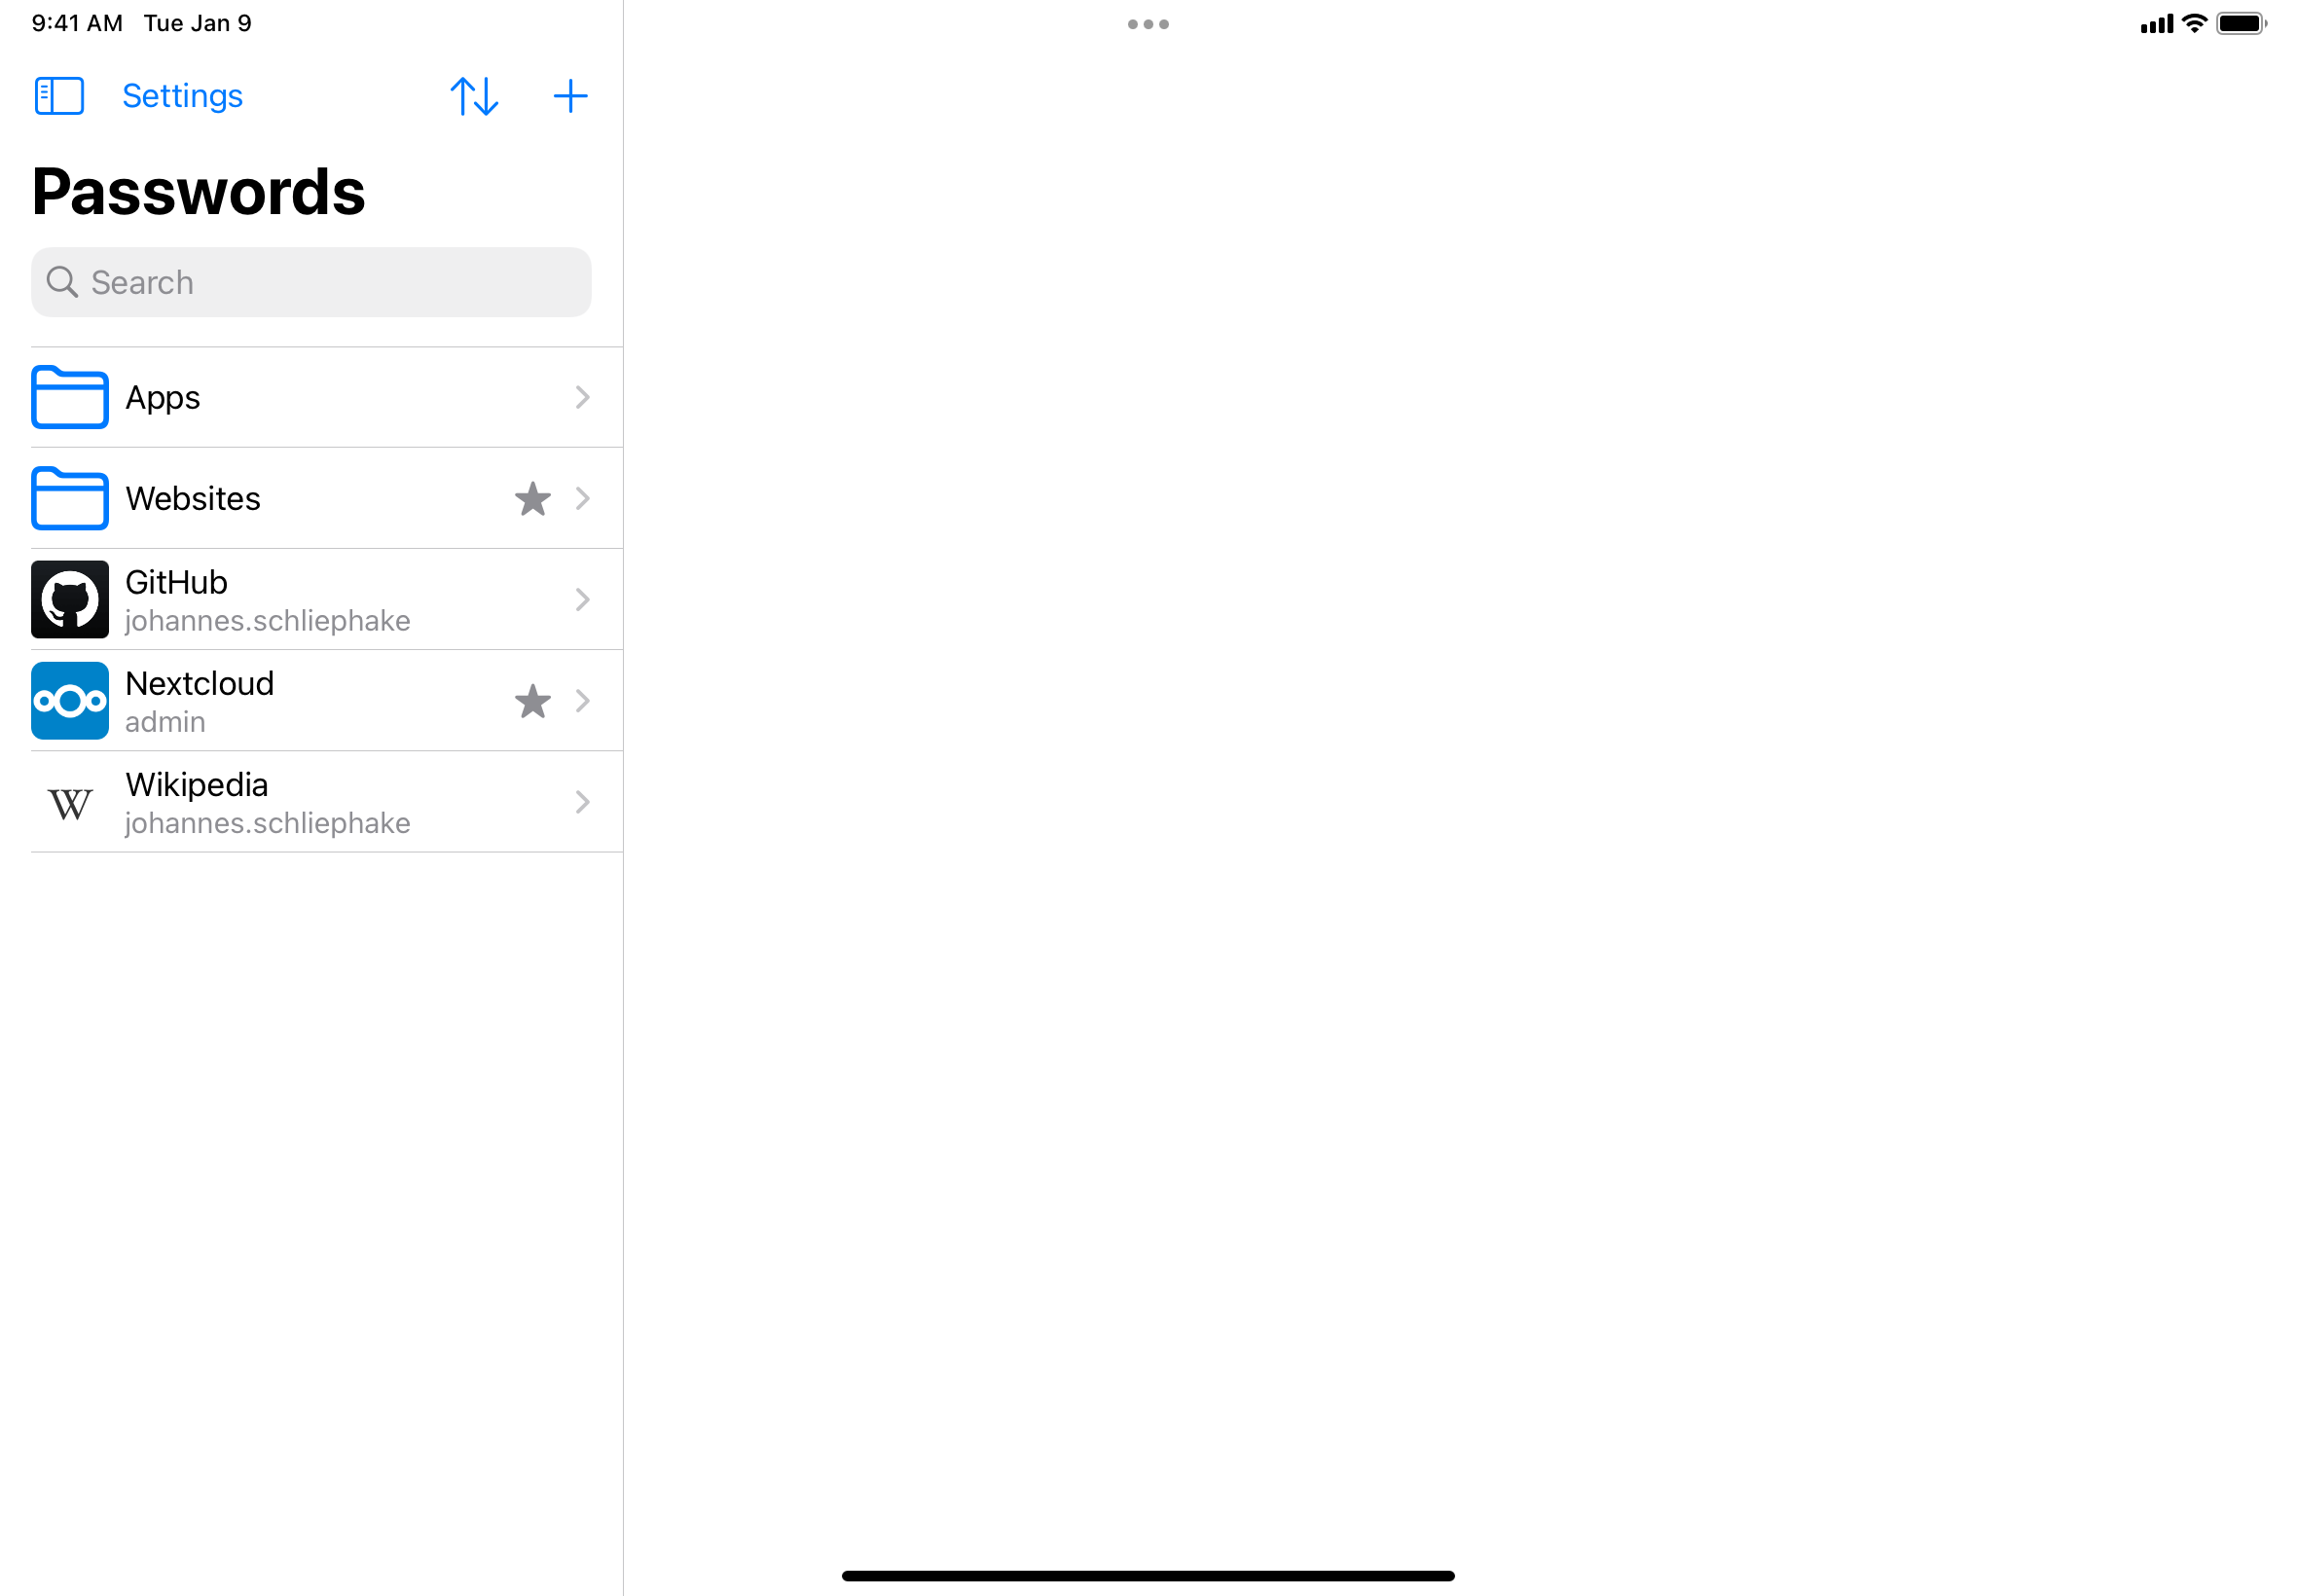 9:41 AM Tue Jan 9
Settings
Passwords
Search
Apps
Websites
GitHub
johannes.schliephake
Nextcloud
admin
W
Wikipedia
johannes.schliephake